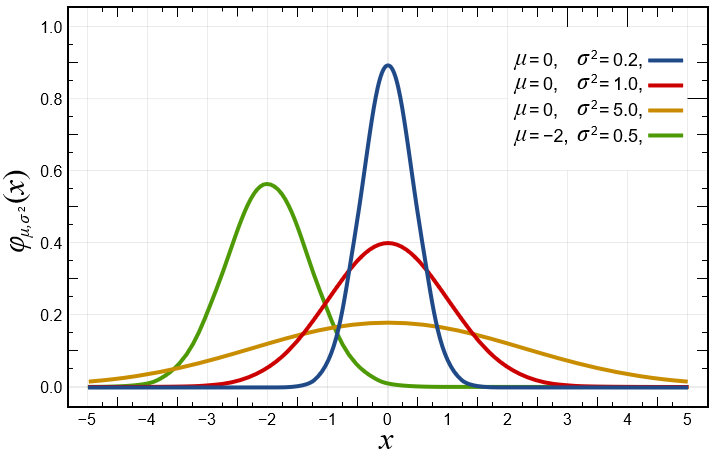 1.0
μ = 0, σ² = 0.2,
μ = 0, σ² = 1.0,
0.8
μ = 0, σ² = 5.0,
μ = −2, σ² = 0.5,
0.6
φμ,σ²(x)
0.4
0.2
0.0
−5 −4 −3 −2 −1 0 1 2 3 4 5
x